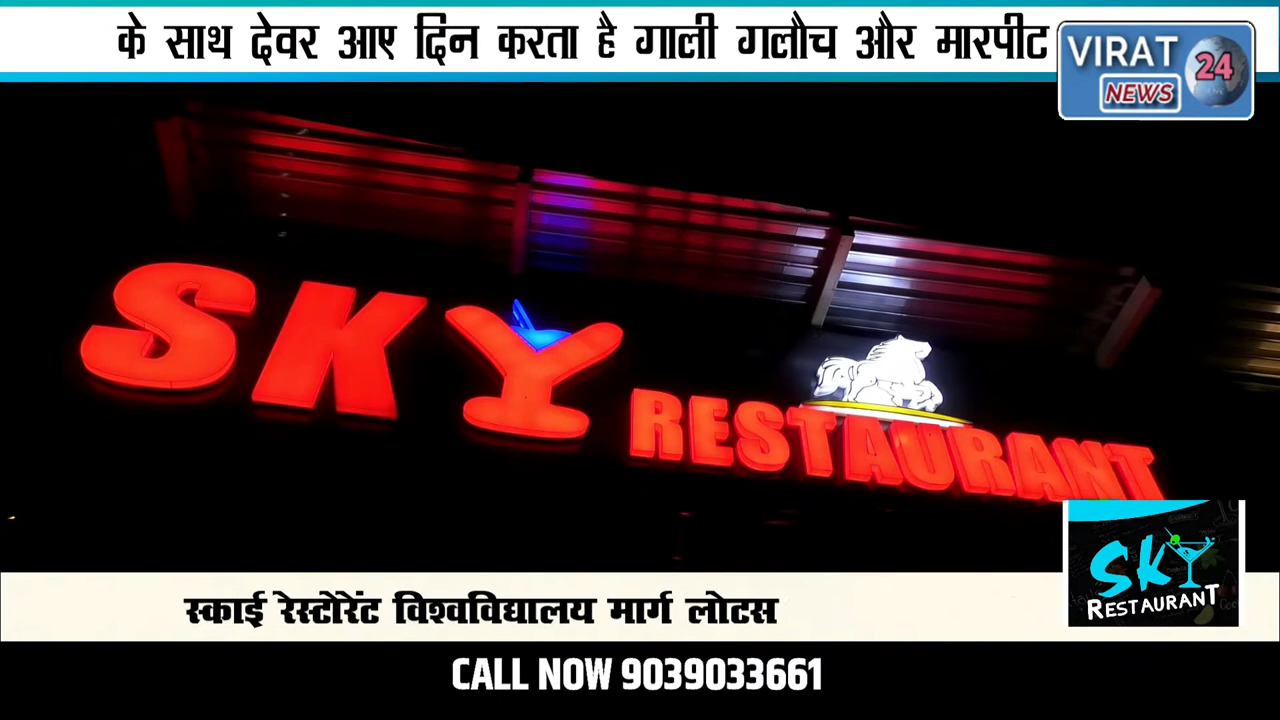 के साथ देवर आए दिन करता है गाली गलौच और मारपीट
VIRAT
24
NEWS
SKY RESTAURANT
SKY
RESTAURANT
स्काई रेस्टोरेंट विश्वविद्यालय मार्ग लोटस
CALL NOW 9039033661